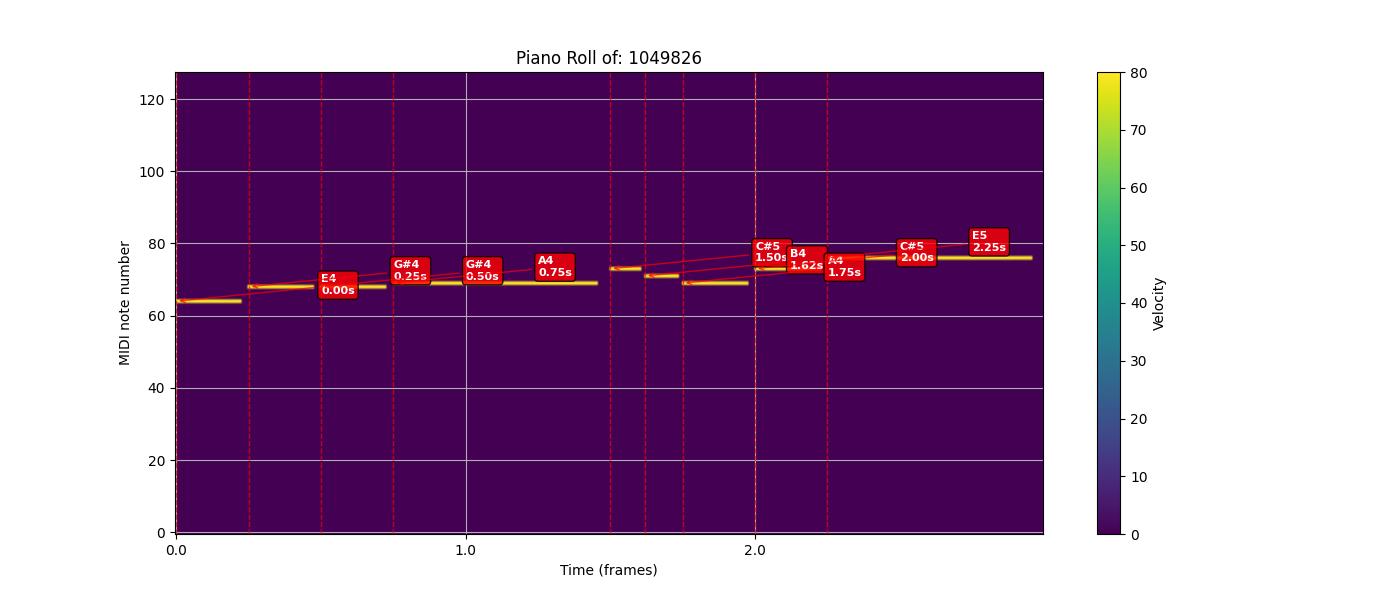 Piano Roll of: 1049826
120
100
80
60
40
20
0
MIDI note number
E4
0.00s
G#4
0.25s
G#4
0.50s
A4
0.75s
C#5
1.50s
B4
1.62s
A4
1.75s
C#5
2.00s
E5
2.25s
0.0
1.0
2.0
Time (frames)
80
70
60
50
40
30
20
10
0
Velocity